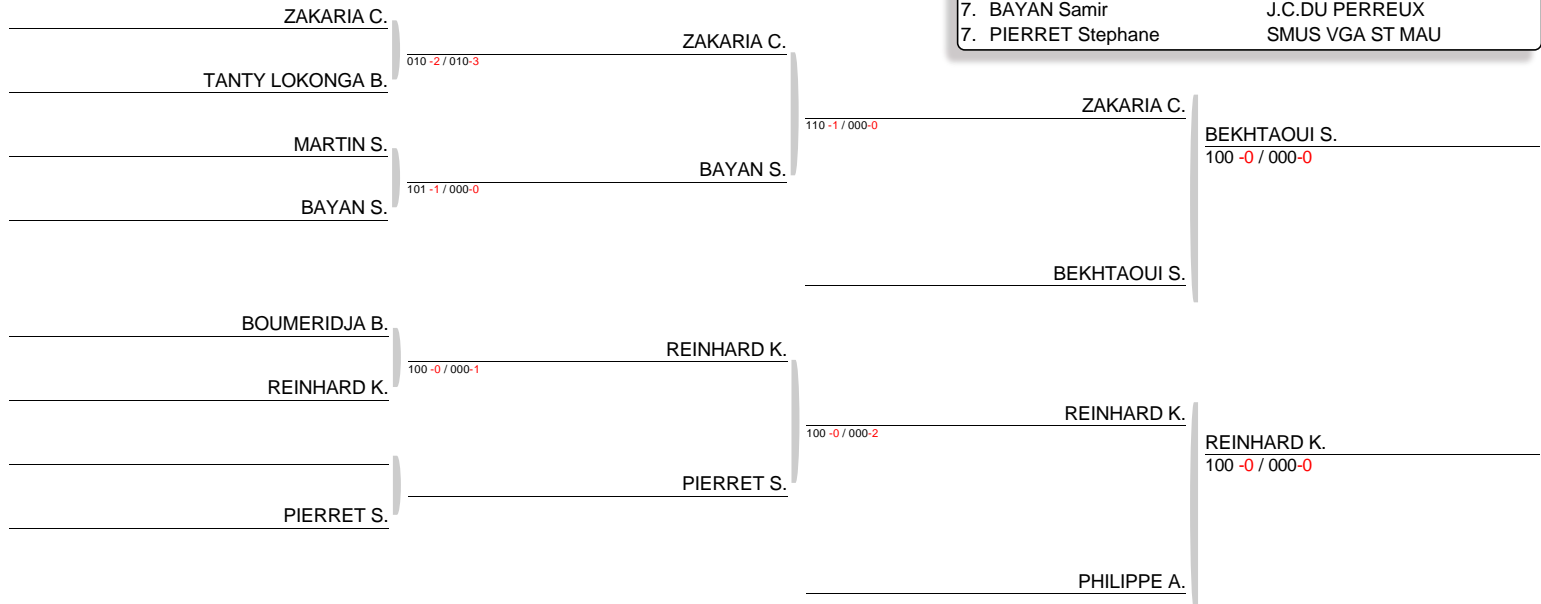 7. BAYAN Samir J.C.DU PERREUX
7. PIERRET Stephane SMUS VGA ST MAU
ZAKARIA C.
TANTY LOKONGA B.
MARTIN S.
BAYAN S.
BOUMERIDJA B.
REINHARD K.
PIERRET S.
ZAKARIA C.
010 -2 / 010-3
BAYAN S.
101 -1 / 000-0
REINHARD K.
100 -0 / 000-1
PIERRET S.
ZAKARIA C.
110 -1 / 000-0
BEKHTAOUI S.
REINHARD K.
100 -0 / 000-2
PHILIPPE A.
BEKHTAOUI S.
100 -0 / 000-0
REINHARD K.
100 -0 / 000-0